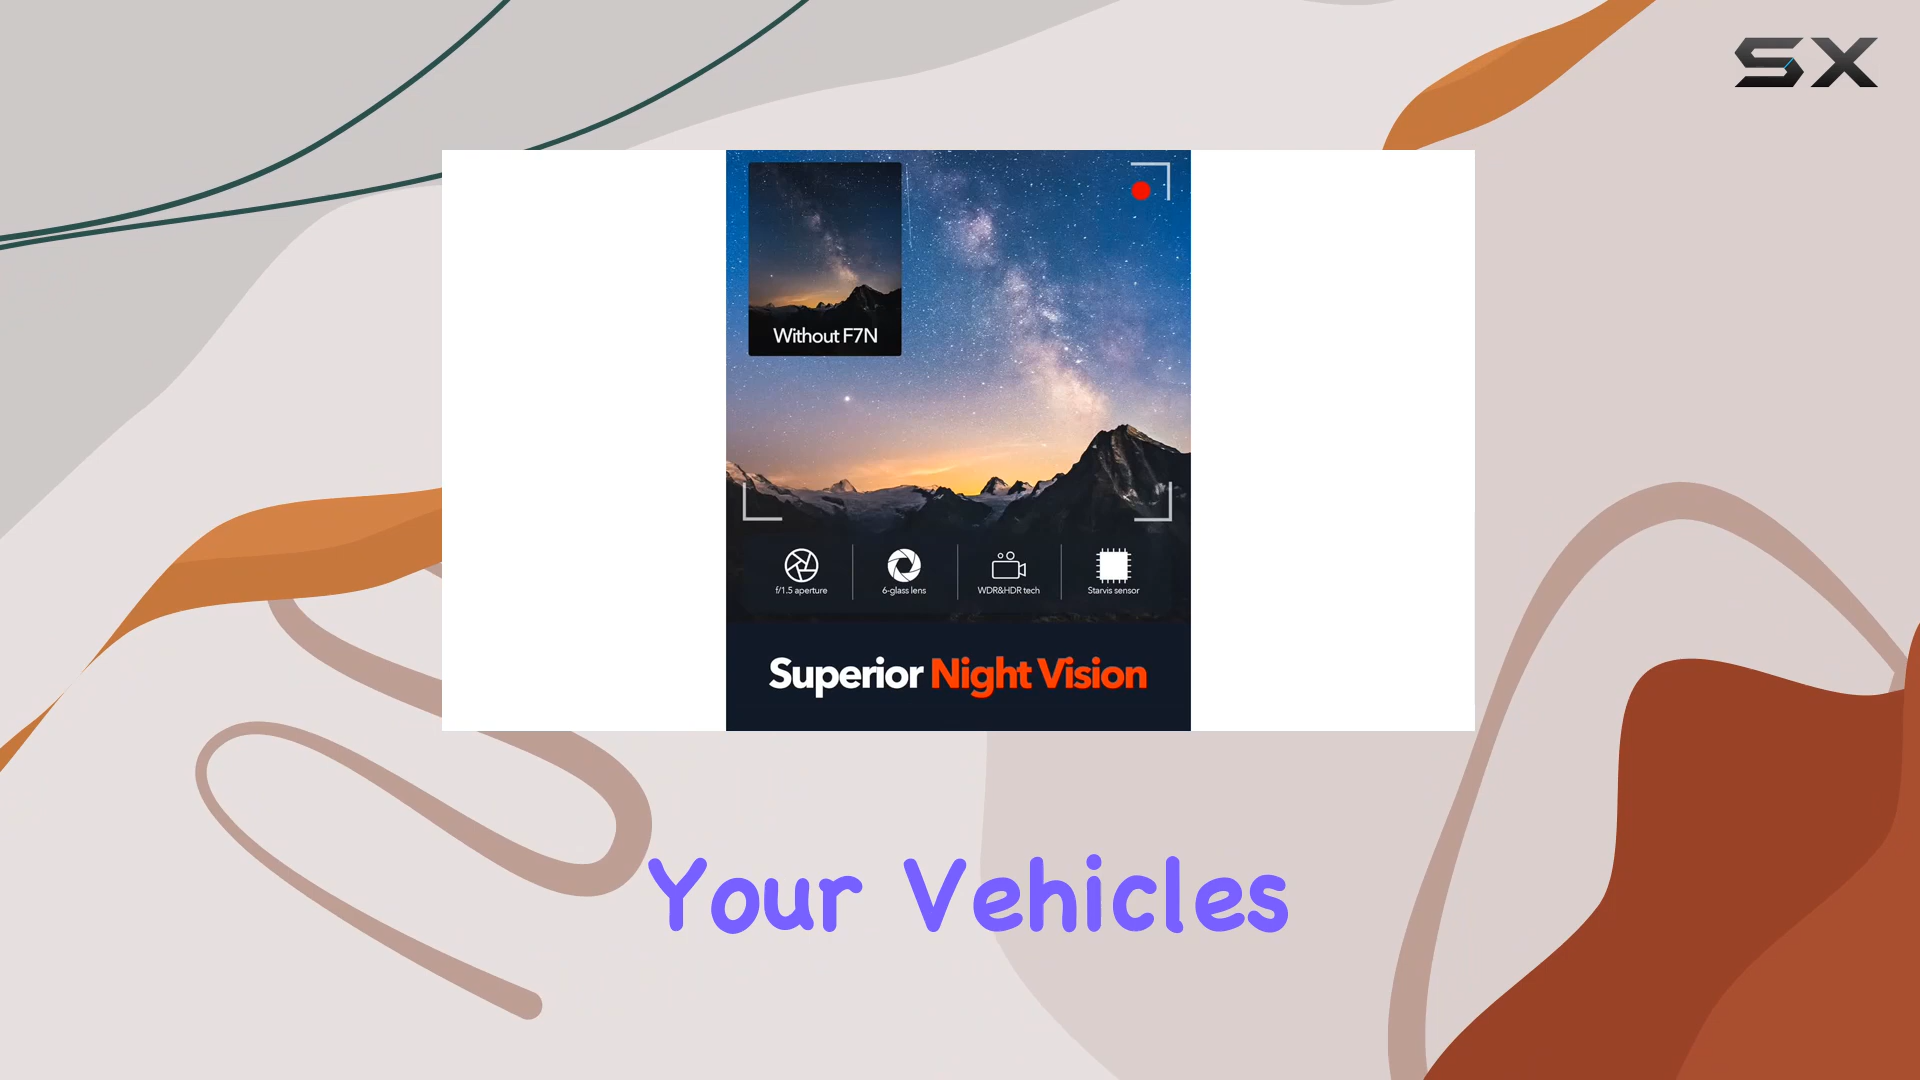 SX
Without F7N
f/1.5 aperture
6-glass lens
WDR&HDR tech
Starvis sensor
Superior Night Vision
Your Vehicles